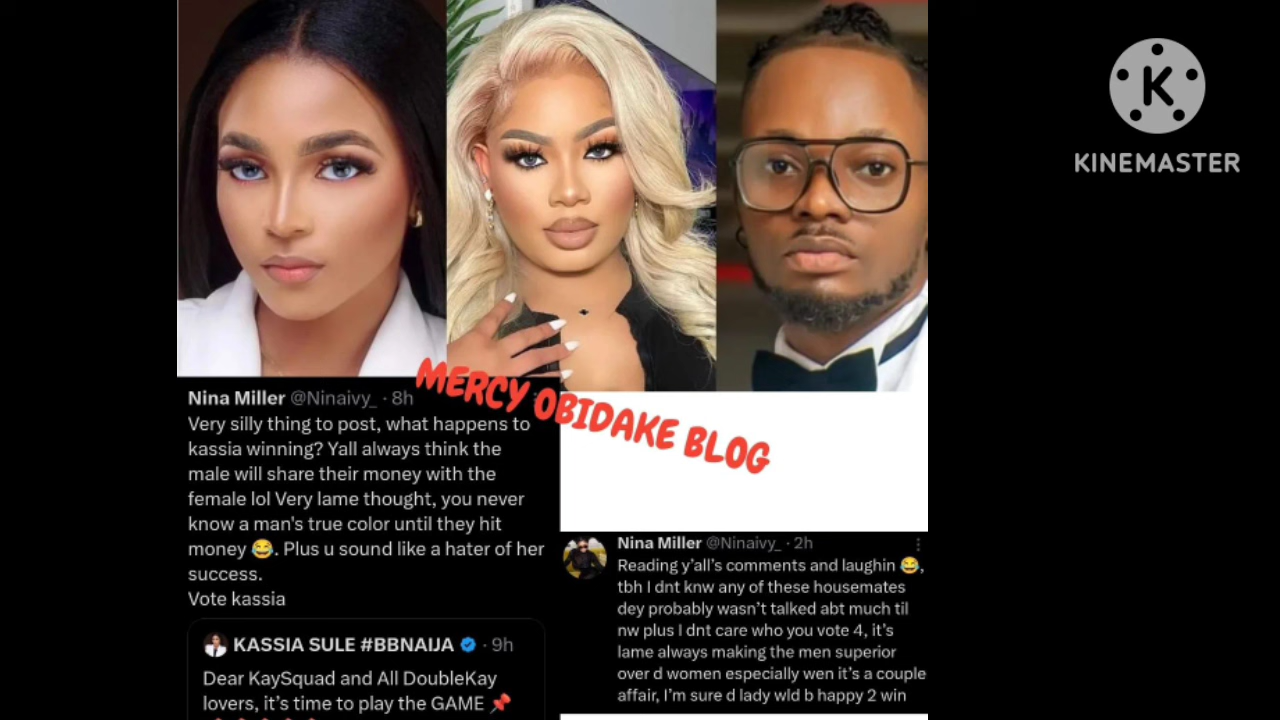 KINEMASTER
MERCY OBIDAKE BLOG
Nina Miller @Ninaivy_ · 8h
Very silly thing to post, what happens to
kassia winning? Yall always think the
male will share their money with the
female lol Very lame thought, you never
know a man's true color until they hit
money 😂. Plus u sound like a hater of her
success.
Vote kassia
KASSIA SULE #BBNAIJA · 9h
Dear KaySquad and All DoubleKay
lovers, it's time to play the GAME 📌
Nina Miller @Ninaivy_ · 2h
Reading y'all's comments and laughin 😂,
tbh I dnt knw any of these housemates
dey probably wasn't talked abt much til
nw plus I dnt care who you vote 4, it's
lame always making the men superior
over d women especially wen it's a couple
affair, I'm sure d lady wld b happy 2 win